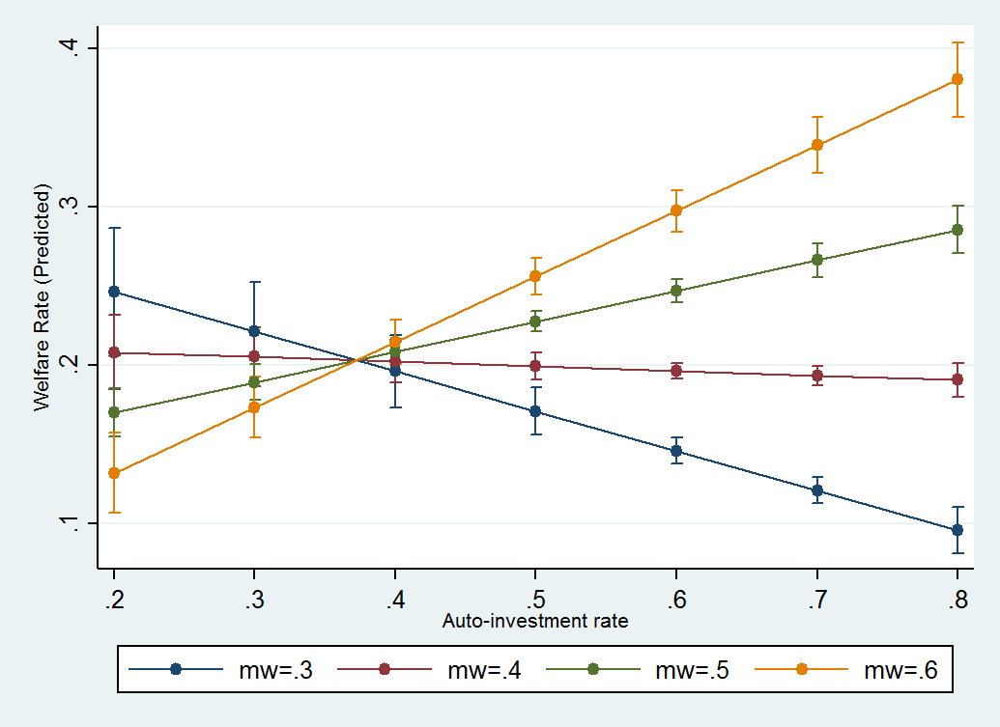 Welfare Rate (Predicted)
.4
.3
.2
.1
.2 .3 .4 .5 .6 .7 .8
Auto-investment rate
mw=.3 mw=.4 mw=.5 mw=.6